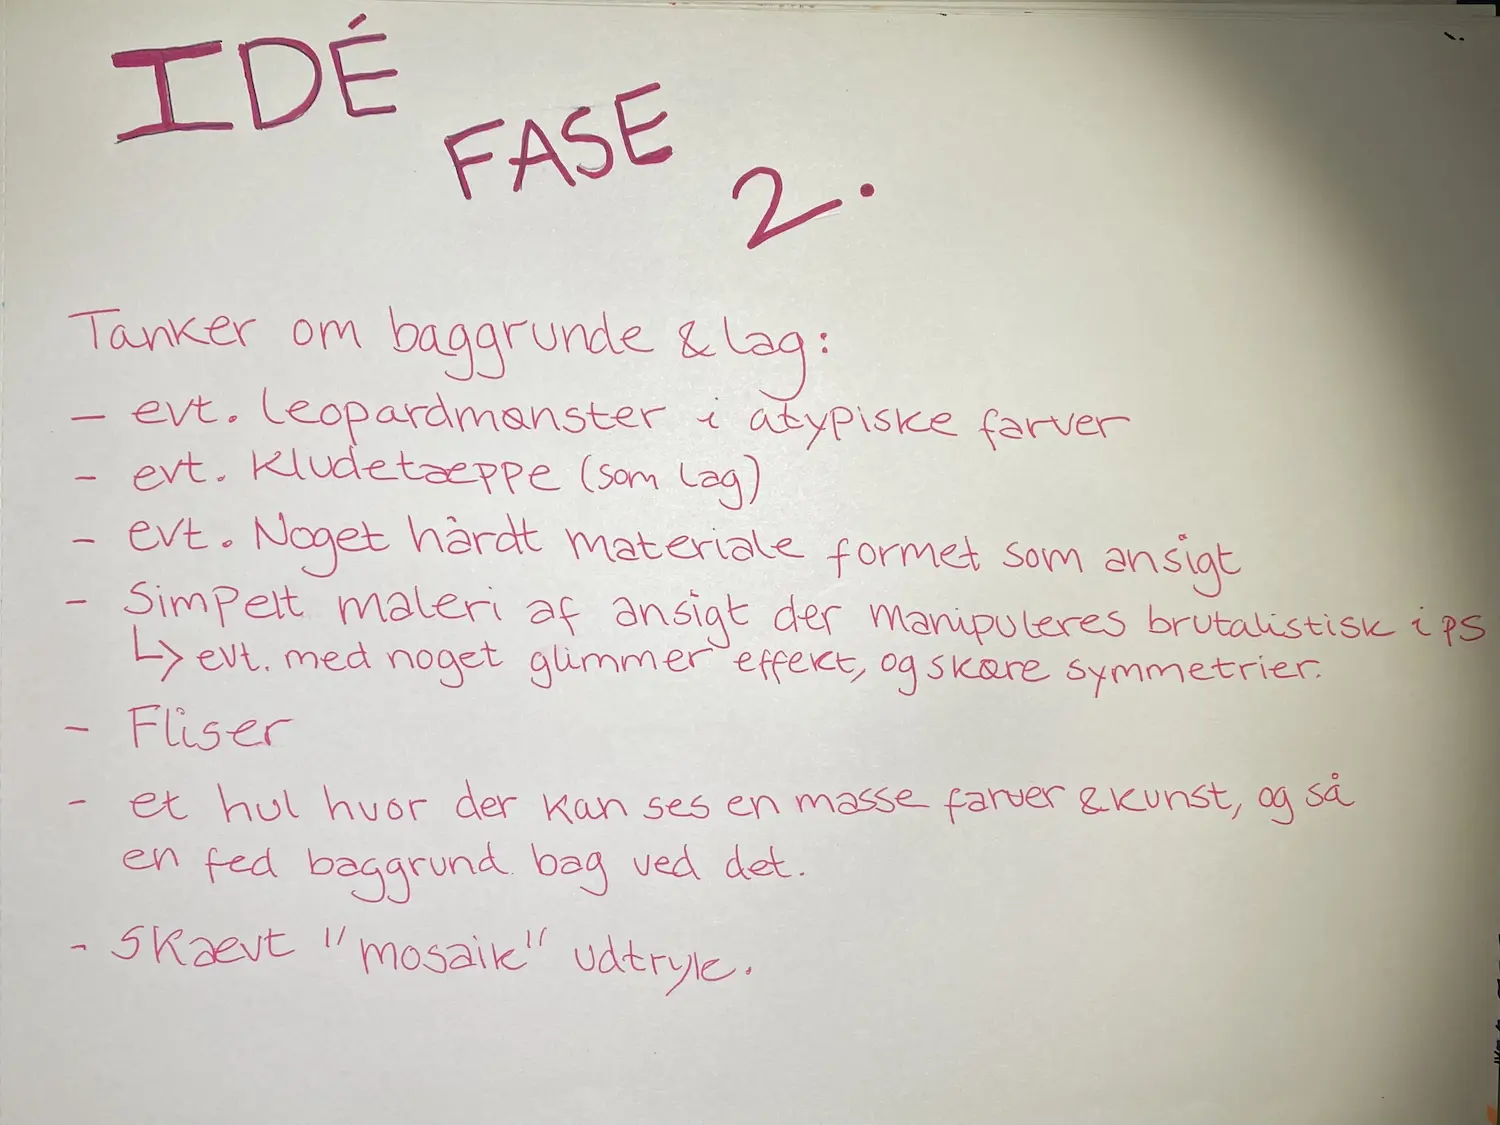 IDÉ
FASE
2.
Tanker om baggrunde & lag:
- evt. leopardmønster i atypiske farver
- evt. Kludetæppe (som lag)
- evt. Noget hårdt materiale formet som ansigt
- Simpelt maleri af ansigt der manipuleres brutalistisk i ps
↳ evt. med noget glimmer effekt, og skøre symmetrier.
- Fliser
- et hul hvor der kan ses en masse farver & kunst, og så
en fed baggrund bag ved det.
- Skævt "mosaik" udtryk.